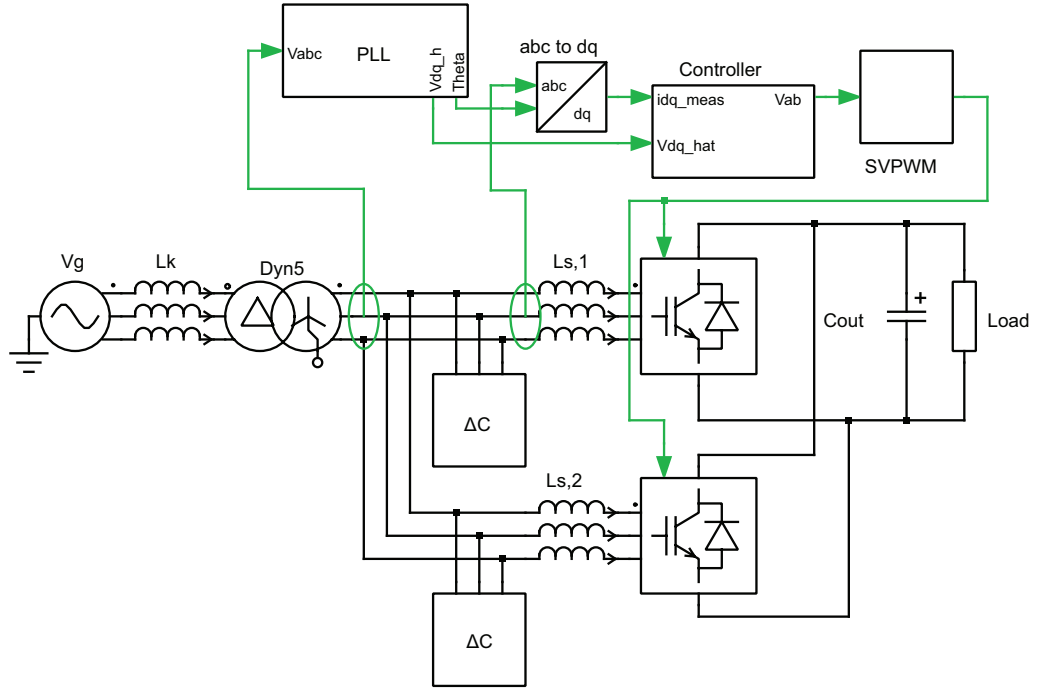 Vabc
PLL
Vdq_h
Theta
abc to dq
abc
dq
Controller
idq_meas
Vab
Vdq_hat
SVPWM
Vg
Lk
Dyn5
Ls,1
Cout
+
Load
ΔC
Ls,2
ΔC